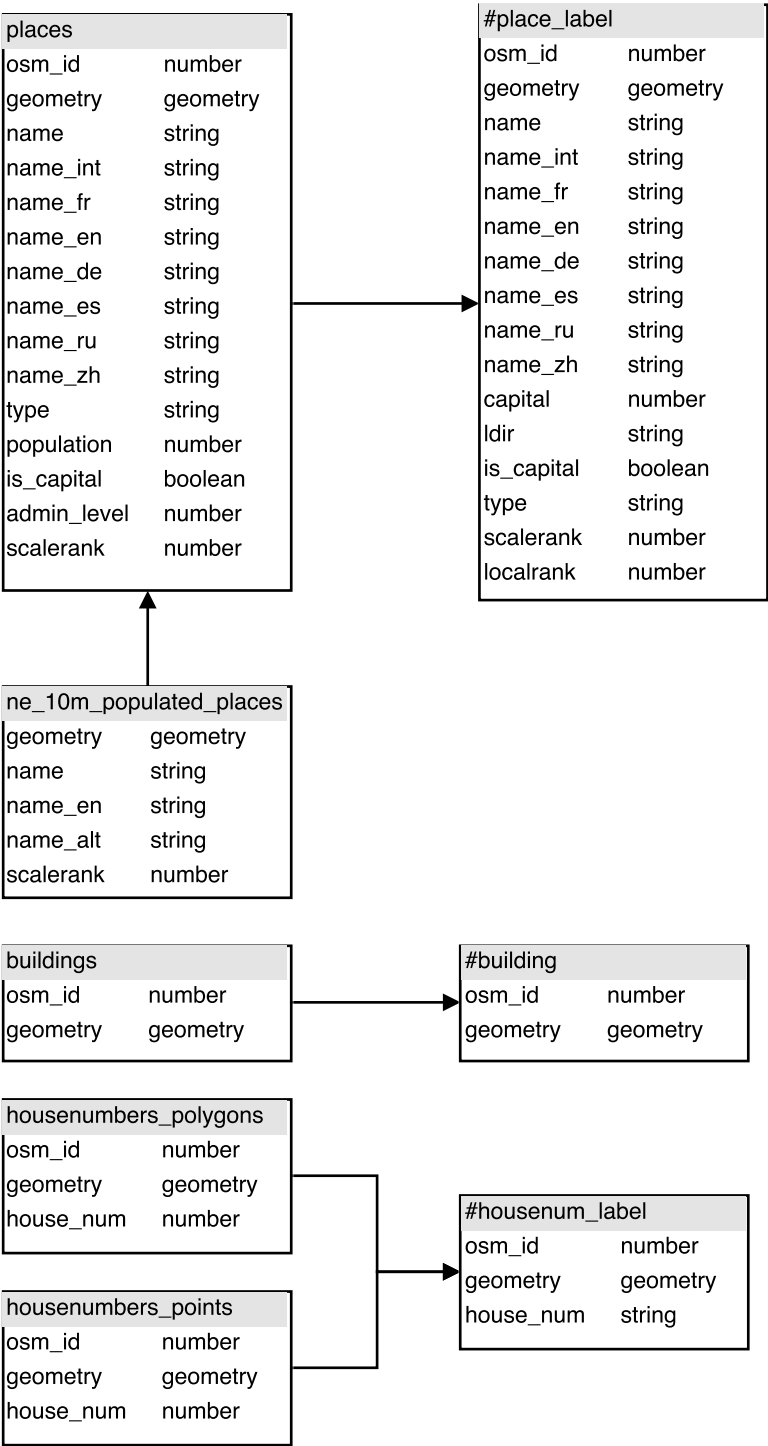 places
osm_id number
geometry geometry
name string
name_int string
name_fr string
name_en string
name_de string
name_es string
name_ru string
name_zh string
type string
population number
is_capital boolean
admin_level number
scalerank number
#place_label
osm_id number
geometry geometry
name string
name_int string
name_fr string
name_en string
name_de string
name_es string
name_ru string
name_zh string
capital number
ldir string
is_capital boolean
type string
scalerank number
localrank number
ne_10m_populated_places
geometry geometry
name string
name_en string
name_alt string
scalerank number
buildings
osm_id number
geometry geometry
#building
osm_id number
geometry geometry
housenumbers_polygons
osm_id number
geometry geometry
house_num number
housenumbers_points
osm_id number
geometry geometry
house_num number
#housenum_label
osm_id number
geometry geometry
house_num string